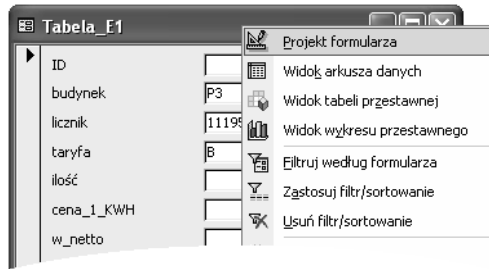 Tabela_E1
ID
budynek P3
licznik 11195
taryfa B
ilość
cena_1_KWH
w_netto
Projekt formularza
Widok arkusza danych
Widok tabeli przestawnej
Widok wykresu przestawnego
Filtruj według formularza
Zastosuj filtr/sortowanie
Usuń filtr/sortowanie